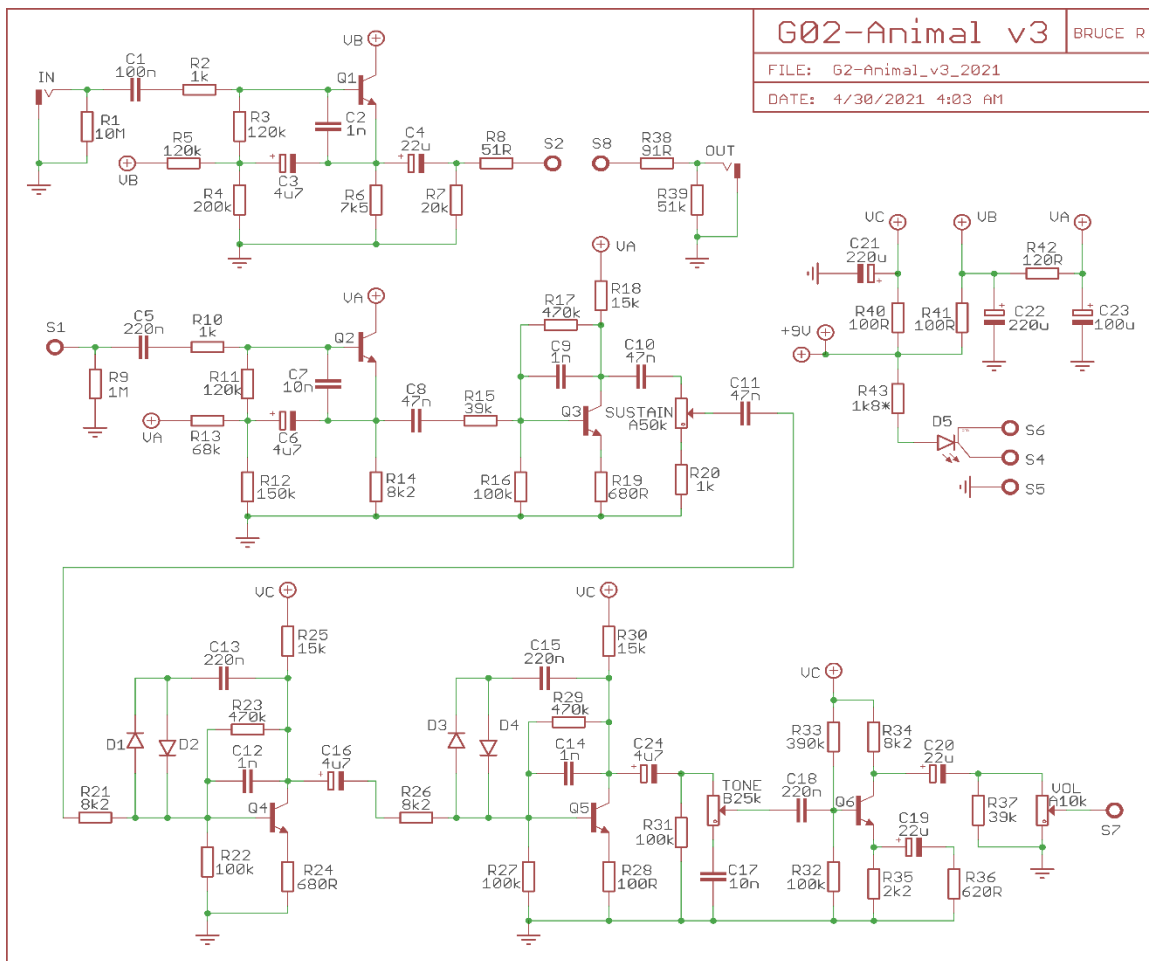 G02-Animal v3
BRUCE R
FILE: G2-Animal_v3_2021
DATE: 4/30/2021 4:03 AM
IN
C1
100n
R2
1k
VB
Q1
R1
10M
R3
120k
C2
1n
R5
120k
VB
C3
4u7
C4
22u
R8
51R
S2
S8
R38
91R
OUT
R4
200k
R6
7k5
R7
20k
R39
51k
VA
R18
15k
R17
470k
VC
VB
VA
C21
220u
R42
120R
R40
100R
R41
100R
C22
220u
C23
100u
+9V
R43
1k8*
D5
S6
S4
S5
S1
C5
220n
R10
1k
VA
Q2
R9
1M
R11
120k
C7
10n
VA
R13
68k
C6
4u7
C8
47n
R15
39k
C9
1n
C10
47n
Q3
SUSTAIN
A50k
C11
47n
R12
150k
R14
8k2
R16
100k
R19
680R
R20
1k
VC
R25
15k
C13
220n
R23
470k
D1
D2
C12
1n
C16
4u7
R21
8k2
Q4
R22
100k
R24
680R
VC
R30
15k
C15
220n
R29
470k
D3
D4
C14
1n
C24
4u7
R26
8k2
Q5
R27
100k
R28
100R
R31
100k
TONE
B25k
C17
10n
C18
220n
VC
R33
390k
R34
8k2
Q6
C20
22u
C19
22u
R32
100k
R35
2k2
R36
620R
R37
39k
VOL
A10k
S7